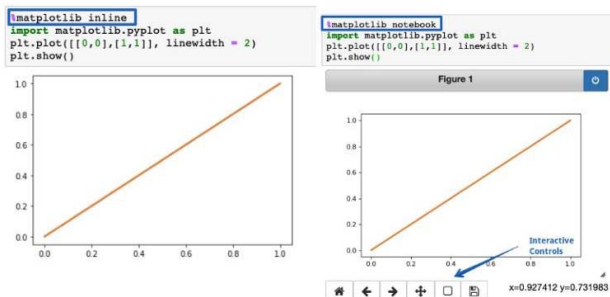 %matplotlib inline
import matplotlib.pyplot as plt
plt.plot([[0,0],[1,1]], linewidth = 2)
plt.show()
1.0
0.8
0.6
0.4
0.2
0.0
0.0 0.2 0.4 0.6 0.8 1.0
%matplotlib notebook
import matplotlib.pyplot as plt
plt.plot([[0,0],[1,1]], linewidth = 2)
plt.show()
Figure 1
1.0
0.8
0.6
0.4
0.2
0.0
0.0 0.2 0.4 0.6 0.8 1.0
Interactive
Controls
x=0.927412 y=0.731983